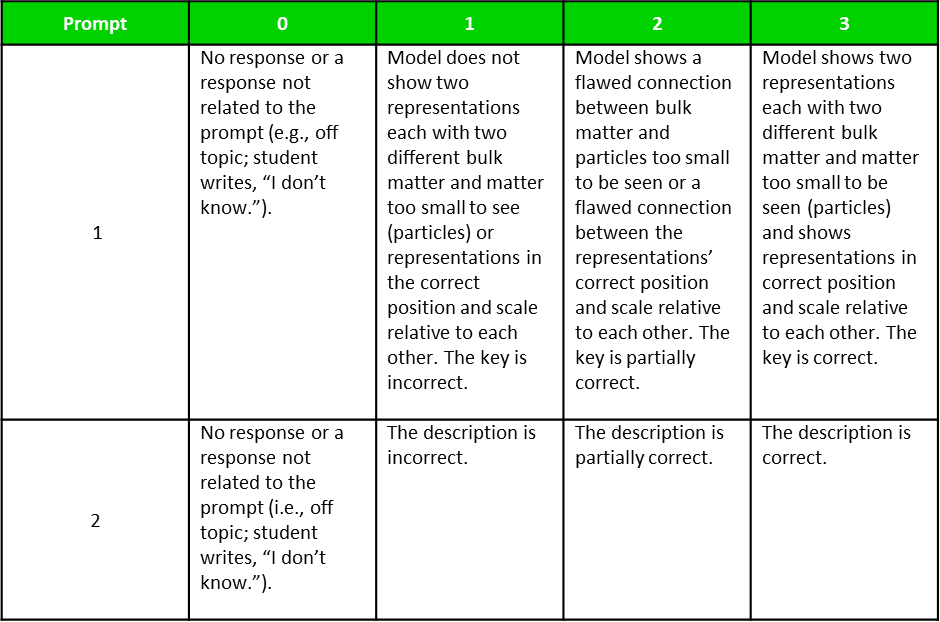 Prompt 0 1 2 3
1
No response or a
response not
related to the
prompt (e.g., off
topic; student
writes, “I don’t
know.”).
Model does not
show two
representations
each with two
different bulk
matter and matter
too small to see
(particles) or
representations in
the correct
position and scale
relative to each
other. The key is
incorrect.
Model shows a
flawed connection
between bulk
matter and
particles too small
to be seen or a
flawed connection
between the
representations’
correct position
and scale relative
to each other. The
key is partially
correct.
Model shows two
representations
each with two
different bulk
matter and matter
too small to be
seen (particles)
and shows
representations in
correct position
and scale relative
to each other. The
key is correct.
2
No response or a
response not
related to the
prompt (i.e., off
topic; student
writes, “I don’t
know.”).
The description is
incorrect.
The description is
partially correct.
The description is
correct.